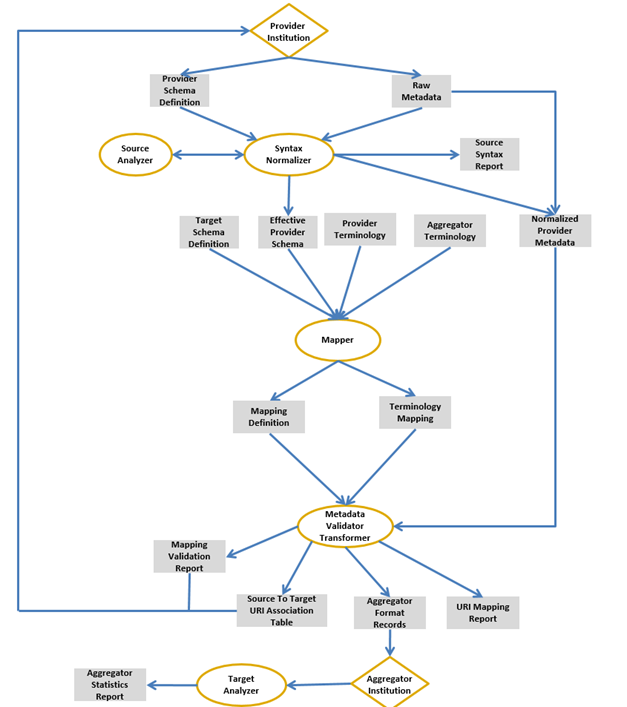 Provider
Institution
Provider
Schema
Definition
Raw
Metadata
Source
Analyzer
Syntax
Normalizer
Source
Syntax
Report
Target
Schema
Definition
Effective
Provider
Schema
Provider
Terminology
Aggregator
Terminology
Normalized
Provider
Metadata
Mapper
Mapping
Definition
Terminology
Mapping
Metadata
Validator
Transformer
Mapping
Validation
Report
Source To Target
URI Association
Table
Aggregator
Format
Records
URI Mapping
Report
Aggregator
Statistics
Report
Target
Analyzer
Aggregator
Institution